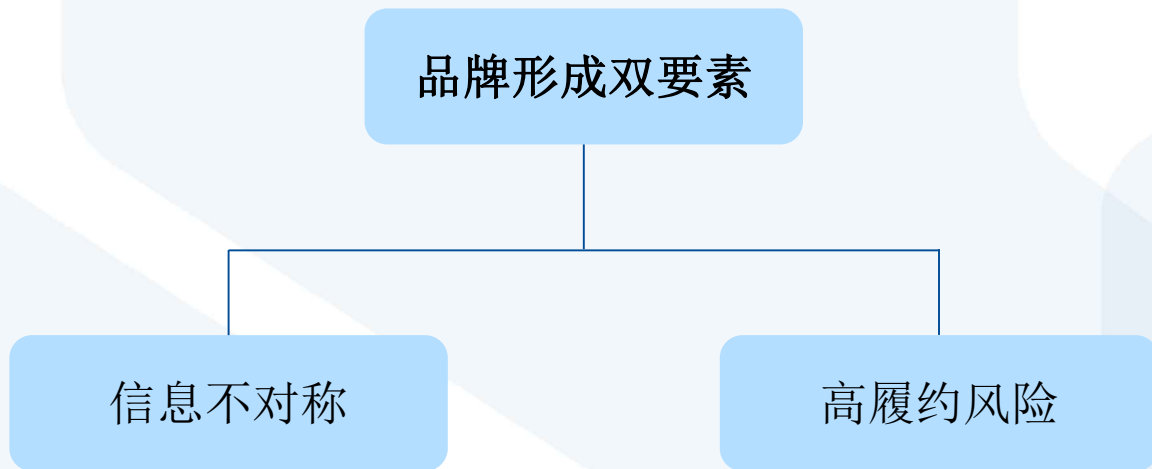 品牌形成双要素
信息不对称
高履约风险